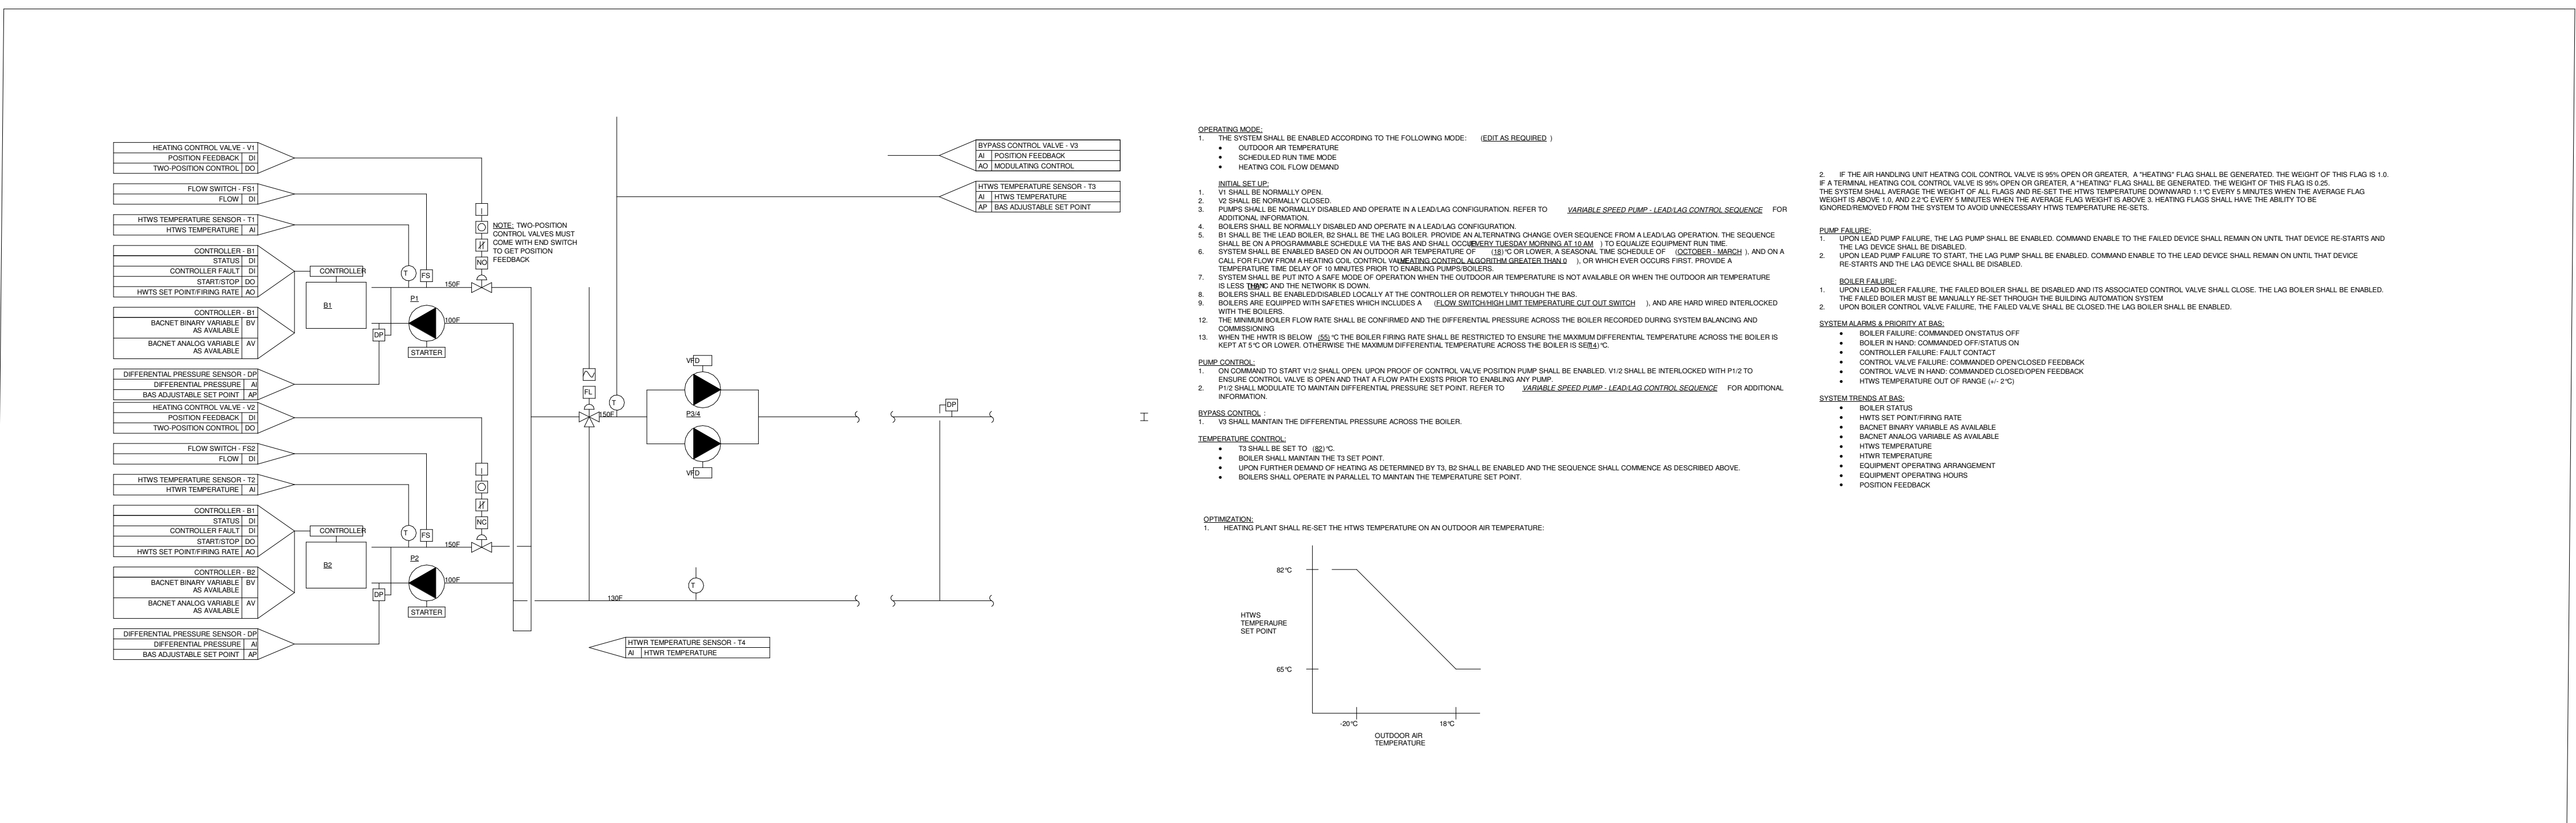 HEATING CONTROL VALVE - V1
POSITION FEEDBACK DI
TWO-POSITION CONTROL DO
FLOW SWITCH - FS1
FLOW DI
HTWS TEMPERATURE SENSOR - T1
HTWS TEMPERATURE AI
CONTROLLER - B1
STATUS DI
CONTROLLER FAULT DI
START/STOP DO
HWTS SET POINT/FIRING RATE AO
CONTROLLER - B1
BACNET BINARY VARIABLE BV
AS AVAILABLE
BACNET ANALOG VARIABLE AV
AS AVAILABLE
DIFFERENTIAL PRESSURE SENSOR - DP
DIFFERENTIAL PRESSURE AI
BAS ADJUSTABLE SET POINT AP
HEATING CONTROL VALVE - V2
POSITION FEEDBACK DI
TWO-POSITION CONTROL DO
FLOW SWITCH - FS2
FLOW DI
HTWS TEMPERATURE SENSOR - T2
HTWR TEMPERATURE AI
CONTROLLER - B1
STATUS DI
CONTROLLER FAULT DI
START/STOP DO
HWTS SET POINT/FIRING RATE AO
CONTROLLER - B2
BACNET BINARY VARIABLE BV
AS AVAILABLE
BACNET ANALOG VARIABLE AV
AS AVAILABLE
DIFFERENTIAL PRESSURE SENSOR - DP
DIFFERENTIAL PRESSURE AI
BAS ADJUSTABLE SET POINT AP
CONTROLLER
B1
T
FS
P1
150F
100F
DP
STARTER
NO
NOTE: TWO-POSITION
CONTROL VALVES MUST
COME WITH END SWITCH
TO GET POSITION
FEEDBACK
CONTROLLER
B2
T
FS
P2
150F
100F
DP
STARTER
NC
FL
150F
T
VFD
P3/4
VFD
T
130F
DP
HTWR TEMPERATURE SENSOR - T4
AI HTWR TEMPERATURE
BYPASS CONTROL VALVE - V3
AI POSITION FEEDBACK
AO MODULATING CONTROL
HTWS TEMPERATURE SENSOR - T3
AI HTWS TEMPERATURE
AP BAS ADJUSTABLE SET POINT
OPERATING MODE:
1. THE SYSTEM SHALL BE ENABLED ACCORDING TO THE FOLLOWING MODE: (EDIT AS REQUIRED )
• OUTDOOR AIR TEMPERATURE
• SCHEDULED RUN TIME MODE
• HEATING COIL FLOW DEMAND
INITIAL SET UP:
1. V1 SHALL BE NORMALLY OPEN.
2. V2 SHALL NORMALLY CLOSED.
3. PUMPS SHALL BE NORMALLY DISABLED AND OPERATE IN A LEAD/LAG CONFIGURATION. REFER TO VARIABLE SPEED PUMP - LEAD/LAG CONTROL SEQUENCE FOR
ADDITIONAL INFORMATION.
4. BOILERS SHALL BE NORMALLY DISABLED AND OPERATE IN A LEAD/LAG CONFIGURATION.
5. B1 SHALL BE THE LEAD BOILER, B2 SHALL BE THE LAG BOILER. PROVIDE AN ALTERNATING CHANGE OVER SEQUENCE FROM A LEAD/LAG OPERATION. THE SEQUENCE
SHALL BE ON A PROGRAMMABLE SCHEDULE VIA THE BAS AND SHALL OCCUR (EVERY TUESDAY MORNING AT 10 AM ) TO EQUALIZE EQUIPMENT RUN TIME.
6. SYSTEM SHALL BE ENABLED BASED ON AN OUTDOOR AIR TEMPERATURE OF (18)°C OR LOWER, A SEASONAL TIME SCHEDULE OF (OCTOBER - MARCH ), AND ON A
CALL FOR FLOW FROM A HEATING COIL CONTROL VALVE (HEATING CONTROL ALGORITHM GREATER THAN 0 ), OR WHICH EVER OCCURS FIRST. PROVIDE A
TEMPERATURE TIME DELAY OF 10 MINUTES PRIOR TO ENABLING PUMPS/BOILERS.
7. SYSTEM SHALL BE PUT INTO A SAFE MODE OF OPERATION WHEN THE OUTDOOR AIR TEMPERATURE IS NOT AVAILABLE OR WHEN THE OUTDOOR AIR TEMPERATURE
IS LESS THAN °C AND THE NETWORK IS DOWN.
8. BOILERS SHALL BE ENABLED/DISABLED LOCALLY AT THE CONTROLLER OR REMOTELY THROUGH THE BAS.
9. BOILERS ARE EQUIPPED WITH SAFETIES WHICH INCLUDES A (FLOW SWITCH/HIGH LIMIT TEMPERATURE CUT OUT SWITCH ), AND ARE HARD WIRED INTERLOCKED
WITH THE BOILERS.
12. THE MINIMUM BOILER FLOW RATE SHALL BE CONFIRMED AND THE DIFFERENTIAL PRESSURE ACROSS THE BOILER RECORDED DURING SYSTEM BALANCING AND
COMMISSIONING
13. WHEN THE HWTR IS BELOW (55) °C THE BOILER FIRING RATE SHALL BE RESTRICTED TO ENSURE THE MAXIMUM DIFFERENTIAL TEMPERATURE ACROSS THE BOILER IS
KEPT AT 5°C OR LOWER. OTHERWISE THE MAXIMUM DIFFERENTIAL TEMPERATURE ACROSS THE BOILER IS SET (14) °C.
PUMP CONTROL:
1. ON COMMAND TO START V1/2 SHALL OPEN. UPON PROOF OF CONTROL VALVE POSITION PUMP SHALL BE ENABLED. V1/2 SHALL BE INTERLOCKED WITH P1/2 TO
ENSURE CONTROL VALVE IS OPEN AND THAT A FLOW PATH EXISTS PRIOR TO ENABLING ANY PUMP.
2. P1/2 SHALL MODULATE TO MAINTAIN DIFFERENTIAL PRESSURE SET POINT. REFER TO VARIABLE SPEED PUMP - LEAD/LAG CONTROL SEQUENCE FOR ADDITIONAL
INFORMATION.
BYPASS CONTROL :
1. V3 SHALL MAINTAIN THE DIFFERENTIAL PRESSURE ACROSS THE BOILER.
TEMPERATURE CONTROL:
• T3 SHALL BE SET TO (82)°C.
• BOILER SHALL MAINTAIN THE T3 SET POINT.
• UPON FURTHER DEMAND OF HEATING AS DETERMINED BY T3, B2 SHALL BE ENABLED AND THE SEQUENCE SHALL COMMENCE AS DESCRIBED ABOVE.
• BOILERS SHALL OPERATE IN PARALLEL TO MAINTAIN THE TEMPERATURE SET POINT.
OPTIMIZATION:
1. HEATING PLANT SHALL RE-SET THE HTWS TEMPERATURE ON AN OUTDOOR AIR TEMPERATURE:
82°C
HTWS
TEMPERAURE
SET POINT
65°C
-20°C 18°C
OUTDOOR AIR
TEMPERATURE
2. IF THE AIR HANDLING UNIT HEATING COIL CONTROL VALVE IS 95% OPEN OR GREATER, A "HEATING" FLAG SHALL BE GENERATED. THE WEIGHT OF THIS FLAG IS 1.0.
IF A TERMINAL HEATING COIL CONTROL VALVE IS 95% OPEN OR GREATER, A "HEATING" FLAG SHALL BE GENERATED. THE WEIGHT OF THIS FLAG IS 0.25.
THE SYSTEM SHALL AVERAGE THE WEIGHT OF ALL FLAGS AND RE-SET THE HTWS TEMPERATURE DOWNWARD 1.1°C EVERY 5 MINUTES WHEN THE AVERAGE FLAG
WEIGHT IS ABOVE 1.0, AND 2.2°C EVERY 5 MINUTES WHEN THE AVERAGE FLAG WEIGHT IS ABOVE 3. HEATING FLAGS SHALL HAVE THE ABILITY TO BE
IGNORED/REMOVED FROM THE SYSTEM TO AVOID UNNECESSARY HTWS TEMPERATURE RE-SETS.
PUMP FAILURE:
1. UPON LEAD PUMP FAILURE, THE LAG PUMP SHALL BE ENABLED. COMMAND ENABLE TO THE FAILED DEVICE SHALL REMAIN ON UNTIL THAT DEVICE RE-STARTS AND
THE LAG DEVICE SHALL BE DISABLED.
2. UPON LEAD PUMP FAILURE TO START, THE LAG PUMP SHALL BE ENABLED. COMMAND ENABLE TO THE LEAD DEVICE SHALL REMAIN ON UNTIL THAT DEVICE
RE-STARTS AND THE LAG DEVICE SHALL BE DISABLED.
BOILER FAILURE:
1. UPON LEAD BOILER FAILURE, THE FAILED BOILER SHALL BE DISABLED AND ITS ASSOCIATED CONTROL VALVE SHALL CLOSE. THE LAG BOILER SHALL BE ENABLED.
THE FAILED BOILER MUST BE MANUALLY RE-SET THROUGH THE BUILDING AUTOMATION SYSTEM
2. UPON BOILER CONTROL VALVE FAILURE, THE FAILED VALVE SHALL BE CLOSED.THE LAG BOILER SHALL BE ENABLED.
SYSTEM ALARMS & PRIORITY AT BAS:
• BOILER FAILURE: COMMANDED ON/STATUS OFF
• BOILER IN HAND: COMMANDED OFF/STATUS ON
• CONTROLLER FAILURE: FAULT CONTACT
• CONTROL VALVE FAILURE: COMMANDED OPEN/CLOSED FEEDBACK
• CONTROL VALVE IN HAND: COMMANDED CLOSED/OPEN FEEDBACK
• HTWS TEMPERATURE OUT OF RANGE (+/- 2°C)
SYSTEM TRENDS AT BAS:
• BOILER STATUS
• HWTS SET POINT/FIRING RATE
• BACNET BINARY VARIABLE AS AVAILABLE
• BACNET ANALOG VARIABLE AS AVAILABLE
• HTWS TEMPERATURE
• HTWR TEMPERATURE
• EQUIPMENT OPERATING ARRANGEMENT
• EQUIPMENT OPERATING HOURS
• POSITION FEEDBACK